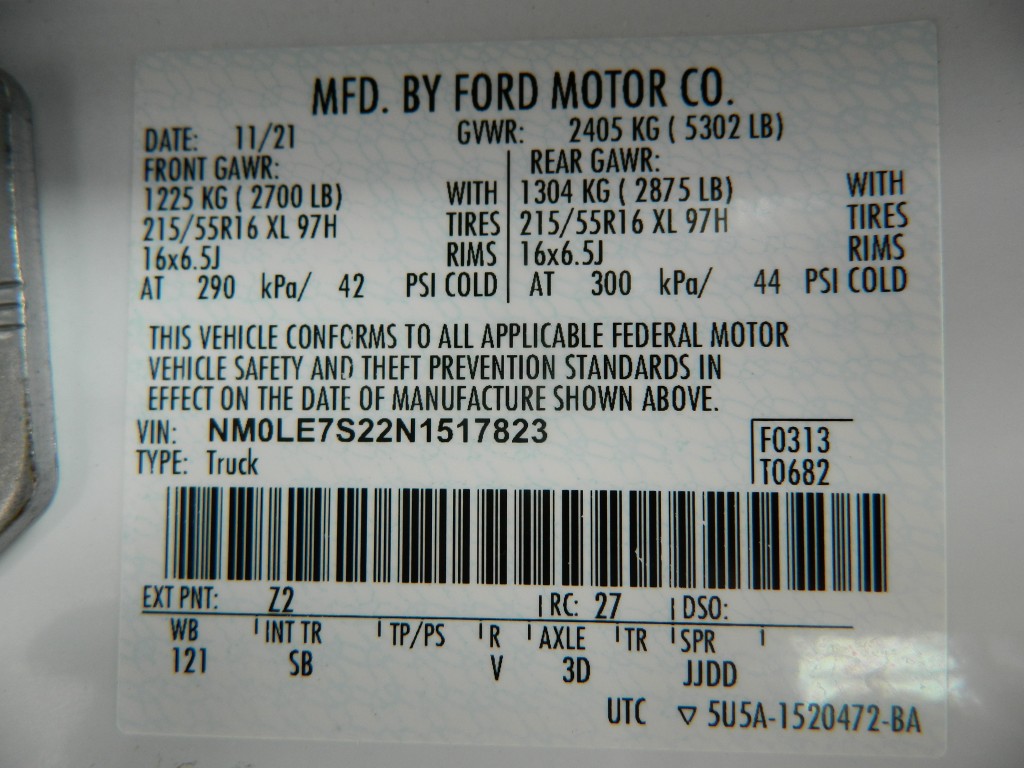 MFD. BY FORD MOTOR CO.
DATE: 11/21 GVWR: 2405 KG ( 5302 LB)
FRONT GAWR: REAR GAWR:
1225 KG ( 2700 LB) WITH 1304 KG ( 2875 LB) WITH
215/55R16 XL 97H TIRES 215/55R16 XL 97H TIRES
16x6.5J RIMS 16x6.5J RIMS
AT 290 kPa/ 42 PSI COLD AT 300 kPa/ 44 PSI COLD
THIS VEHICLE CONFORMS TO ALL APPLICABLE FEDERAL MOTOR
VEHICLE SAFETY AND THEFT PREVENTION STANDARDS IN
EFFECT ON THE DATE OF MANUFACTURE SHOWN ABOVE.
VIN: NM0LE7S22N1517823 F0313
TYPE: Truck T0682
EXT PNT: Z2 RC: 27 DSO:
WB INT TR TP/PS R AXLE TR SPR
121 SB V 3D JJDD
UTC ▽ 5U5A-1520472-BA